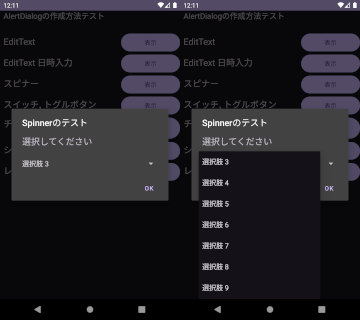 12:11
AlertDialogの作成方法テスト
EditText
表示
EditText 日時入力
表示
スピナー
表示
スイッチ, トグルボタン
表示
Spinnerのテスト
選択してください
選択肢 3
OK
12:11
AlertDialogの作成方法テスト
EditText
表示
EditText 日時入力
表示
スピナー
表示
スイッチ, トグルボタン
表示
Spinnerのテスト
選択してください
選択肢 3
選択肢 4
選択肢 5
選択肢 6
選択肢 7
選択肢 8
選択肢 9
OK